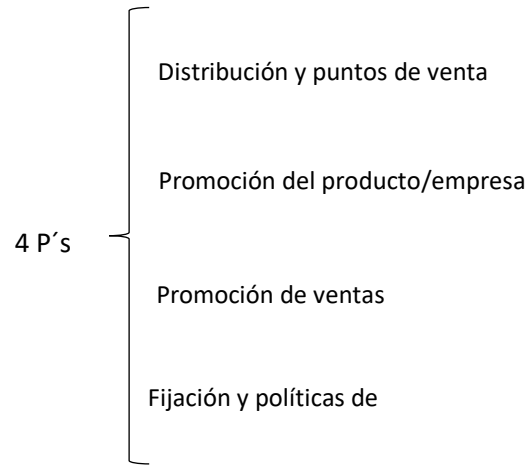 Distribución y puntos de venta
Promoción del producto/empresa
4 P´s
Promoción de ventas
Fijación y políticas de